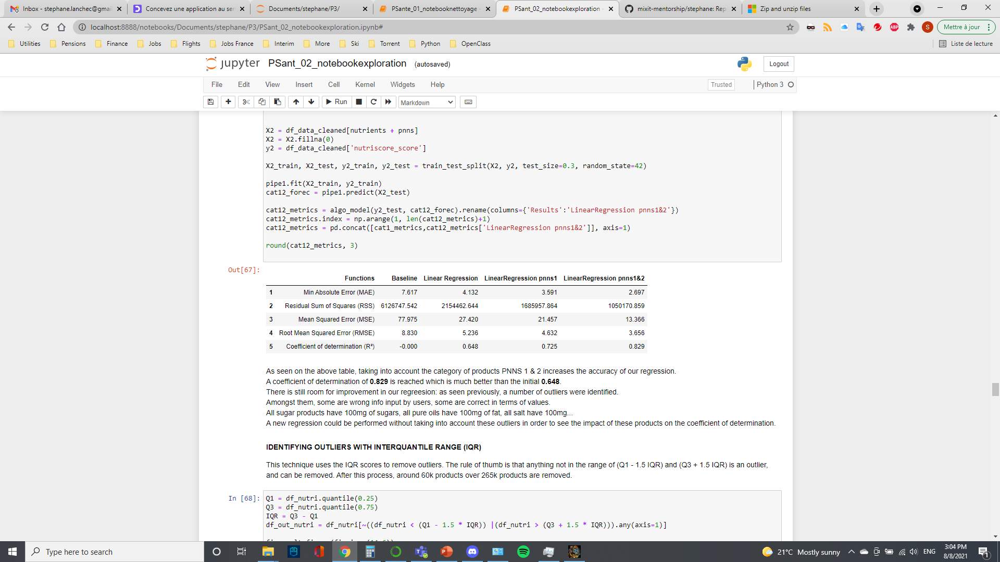 Inbox - stephane.lanchec@gmai
Concevez une application au ser
Documents/stephane/P3/
PSante_01_notebooknettoyage -
PSant_02_notebookexploration -
mixit-mentorship/stephane: Rep
Zip and unzip files
localhost:8888/notebooks/Documents/stephane/P3/PSant_02_notebookexploration.ipynb#
ABP
S
Mettre à jour
Utilities
Pensions
Finance
Jobs
Flights
Jobs France
Interim
More
Ski
Torrent
Python
OpenClass
Liste de lecture
jupyter PSant_02_notebookexploration (autosaved)
Logout
File Edit View Insert Cell Kernel Widgets Help
Trusted
Python 3
Run
Markdown
X2 = df_data_cleaned[nutrients + pnns]
X2 = X2.fillna(0)
y2 = df_data_cleaned['nutriscore_score']
X2_train, X2_test, y2_train, y2_test = train_test_split(X2, y2, test_size=0.3, random_state=42)
pipe1.fit(X2_train, y2_train)
cat12_forec = pipe1.predict(X2_test)
cat12_metrics = algo_model(y2_test, cat12_forec).rename(columns={'Results':'LinearRegression pnns1&2'})
cat12_metrics.index = np.arange(1, len(cat12_metrics)+1)
cat12_metrics = pd.concat([cat1_metrics,cat12_metrics['LinearRegression pnns1&2']], axis=1)
round(cat12_metrics, 3)
Out[67]:
Functions Baseline Linear Regression LinearRegression pnns1 LinearRegression pnns1&2
1 Min Absolute Error (MAE) 7.617 4.132 3.591 2.697
2 Residual Sum of Squares (RSS) 6126747.542 2154462.644 1685957.864 1050170.859
3 Mean Squared Error (MSE) 77.975 27.420 21.457 13.366
4 Root Mean Squared Error (RMSE) 8.830 5.236 4.632 3.656
5 Coefficient of determination (R²) -0.000 0.648 0.725 0.829
As seen on the above table, taking into account the category of products PNNS 1 & 2 increases the accuracy of our regression.
A coefficient of determination of 0.829 is reached which is much better than the initial 0.648.
There is still room for improvement in our regreesion: as seen previously, a number of outliers were identified.
Amongst them, some are wrong info input by users, some are correct in terms of values.
All sugar products have 100mg of sugars, all pure oils have 100mg of fat, all salt have 100mg...
A new regression could be performed without taking into account these outliers in order to see the impact of these products on the coefficient of determination.
IDENTIFYING OUTLIERS WITH INTERQUANTILE RANGE (IQR)
This technique uses the IQR scores to remove outliers. The rule of thumb is that anything not in the range of (Q1 - 1.5 IQR) and (Q3 + 1.5 IQR) is an outlier,
and can be removed. After this process, around 60k products over 265k products are removed.
In [68]:
Q1 = df_nutri.quantile(0.25)
Q3 = df_nutri.quantile(0.75)
IQR = Q3 - Q1
df_out_nutri = df_nutri[~((df_nutri < (Q1 - 1.5 * IQR)) |(df_nutri > (Q3 + 1.5 * IQR))).any(axis=1)]
Type here to search
21°C Mostly sunny
ENG
3:04 PM
8/8/2021
1